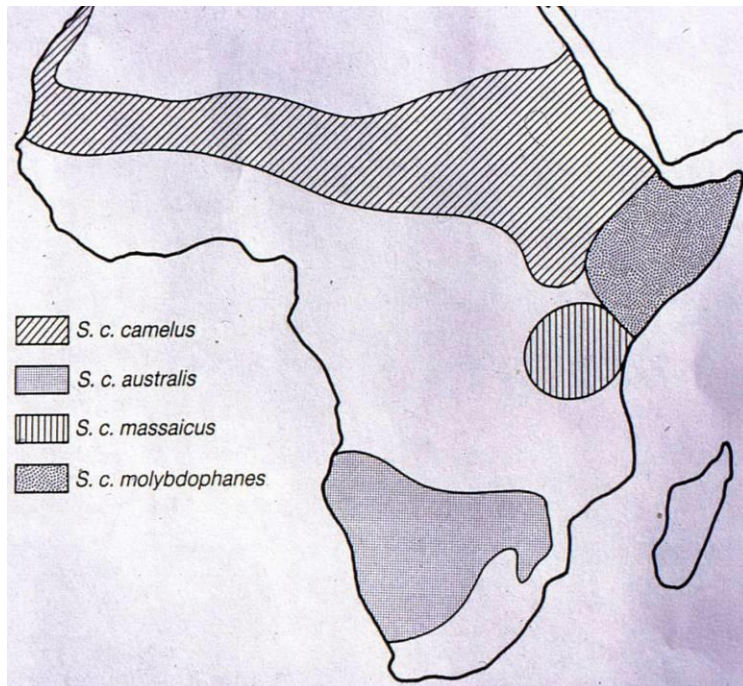 S. c. camelus
S. c. australis
S. c. massaicus
S. c. molybdophanes